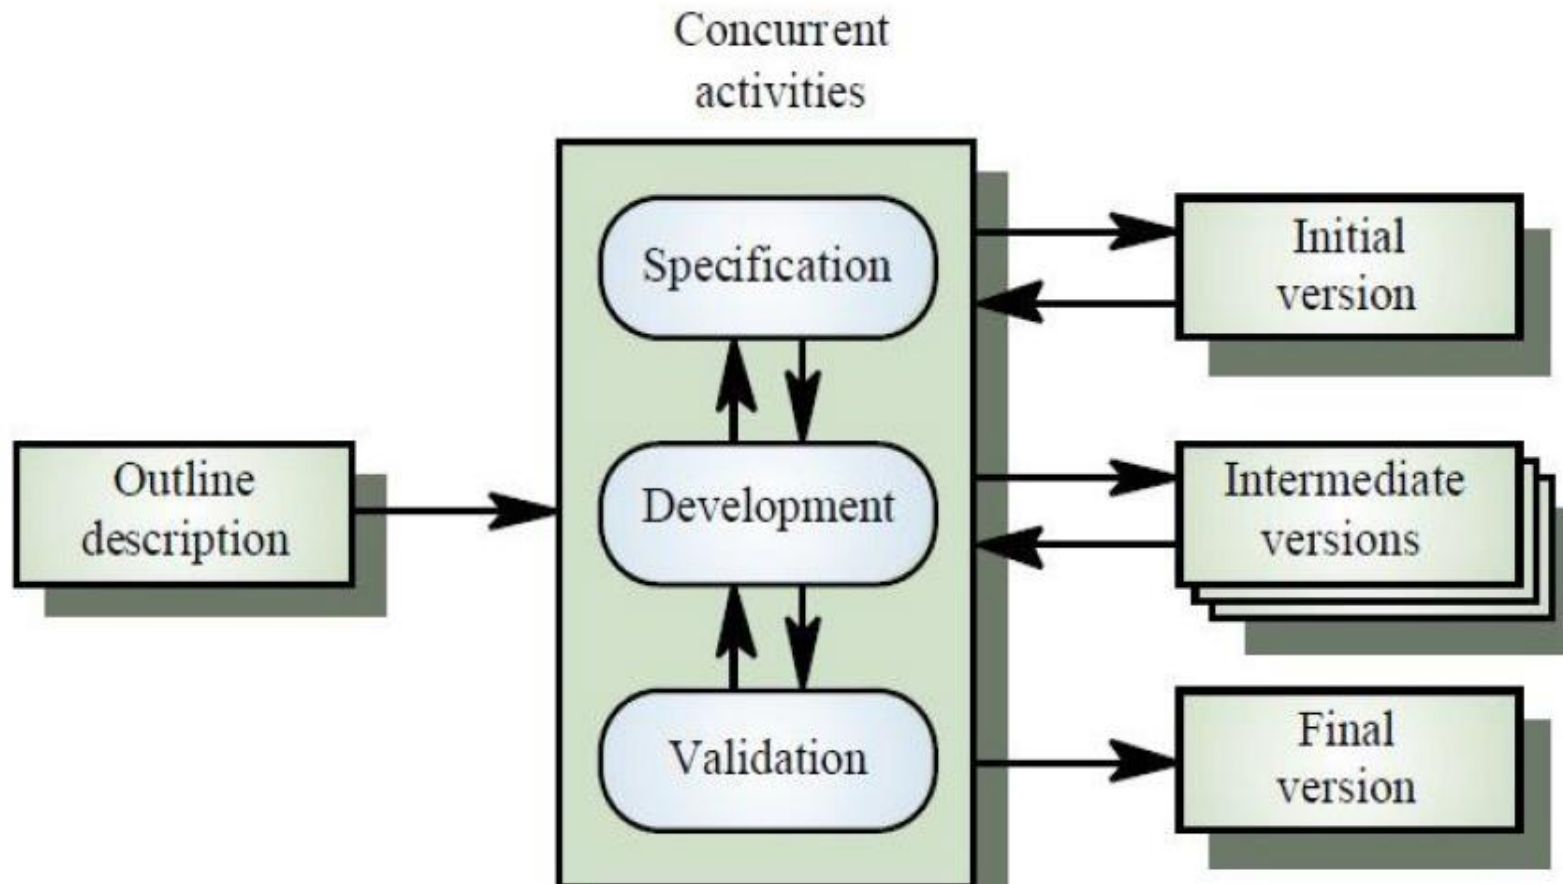 Concurrent
activities
Specification
Initial
version
Outline
description
Development
Intermediate
versions
Validation
Final
version